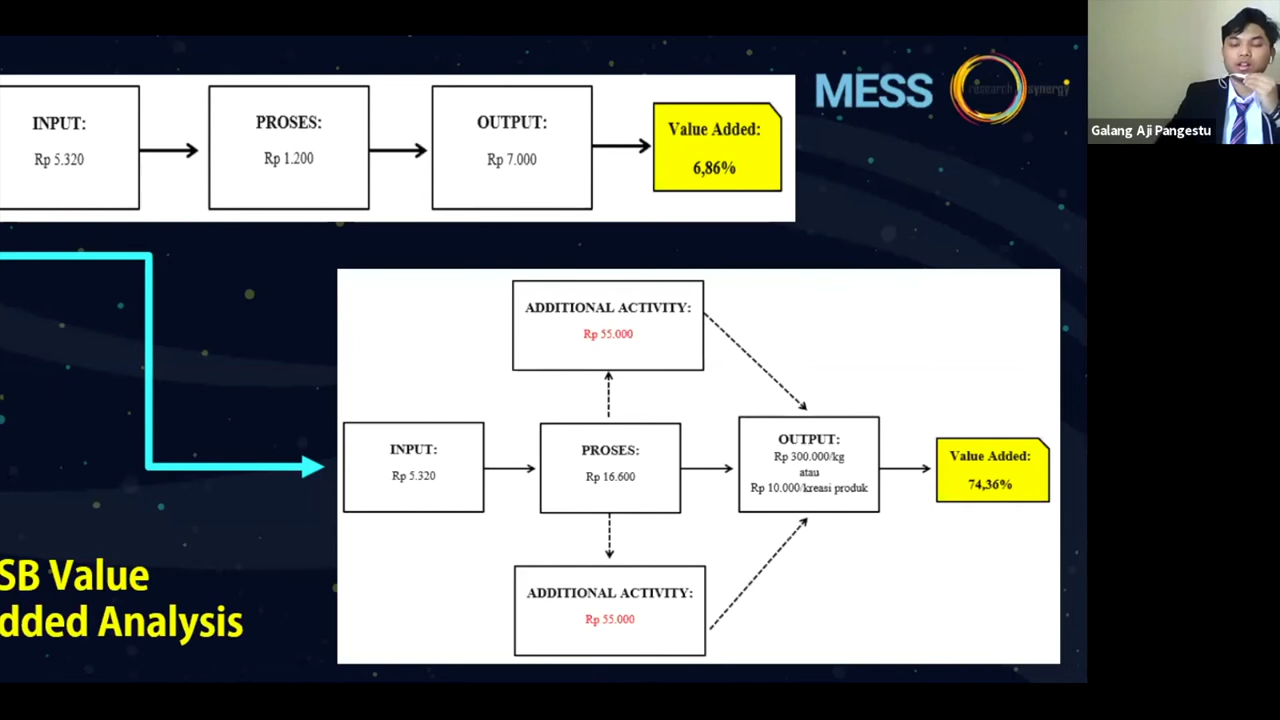 MESS
research synergy
Galang Aji Pangestu
INPUT:
Rp 5.320
PROSES:
Rp 1.200
OUTPUT:
Rp 7.000
Value Added:
6,86%
ADDITIONAL ACTIVITY:
Rp 55.000
INPUT:
Rp 5.320
PROSES:
Rp 16.600
OUTPUT:
Rp 300.000/kg
atau
Rp 10.000/kreasi produk
Value Added:
74,36%
ADDITIONAL ACTIVITY:
Rp 55.000
SB Value
dded Analysis